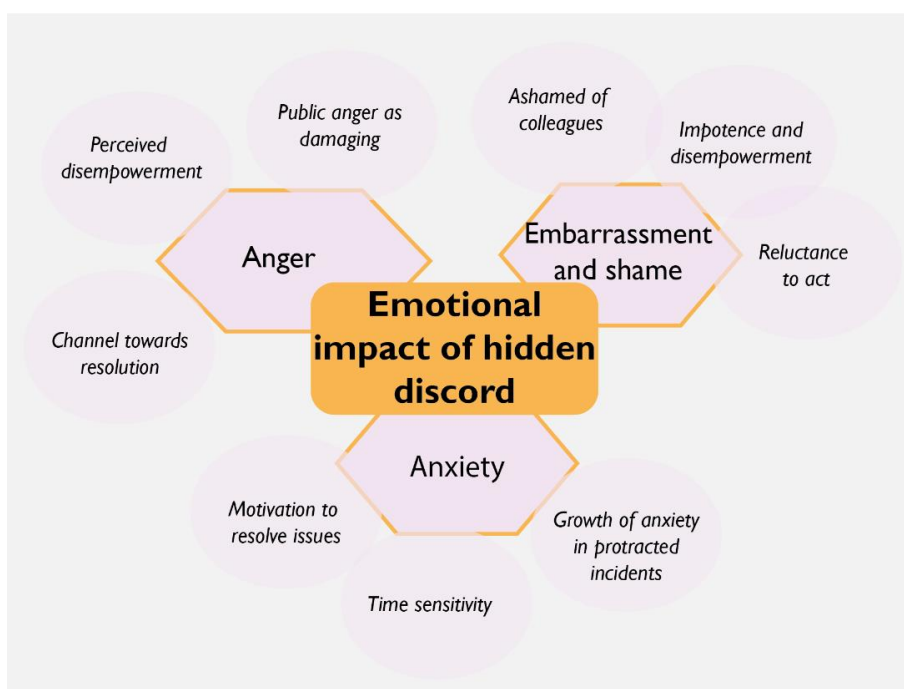 Emotional
impact of hidden
discord
Anger
Perceived
disempowerment
Public anger as
damaging
Channel towards
resolution
Embarrassment
and shame
Ashamed of
colleagues
Impotence and
disempowerment
Reluctance
to act
Anxiety
Motivation to
resolve issues
Time sensitivity
Growth of anxiety
in protracted
incidents